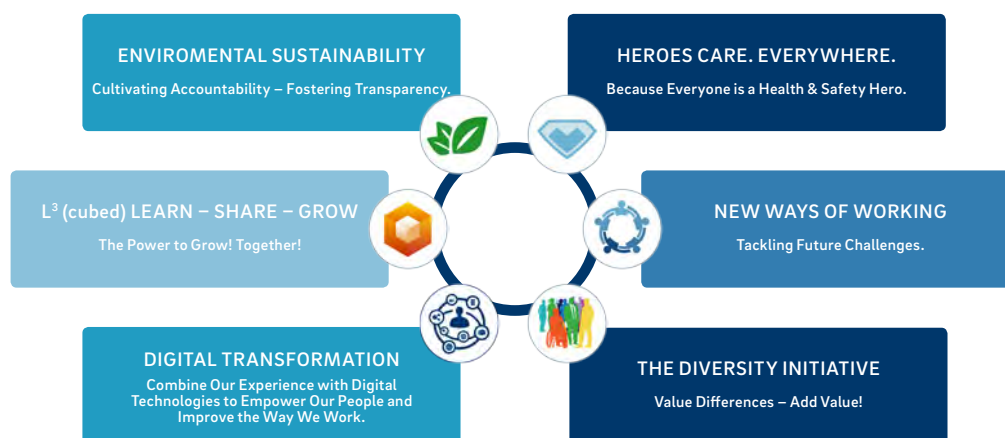 ENVIROMENTAL SUSTAINABILITY
Cultivating Accountability – Fostering Transparency.
HEROES CARE. EVERYWHERE.
Because Everyone is a Health & Safety Hero.
L³ (cubed) LEARN – SHARE – GROW
The Power to Grow! Together!
NEW WAYS OF WORKING
Tackling Future Challenges.
DIGITAL TRANSFORMATION
Combine Our Experience with Digital
Technologies to Empower Our People and
Improve the Way We Work.
THE DIVERSITY INITIATIVE
Value Differences – Add Value!